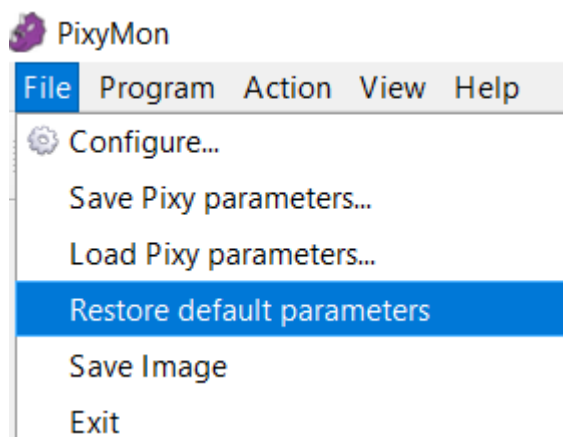 PixyMon
File Program Action View Help
Configure...
Save Pixy parameters...
Load Pixy parameters...
Restore default parameters
Save Image
Exit